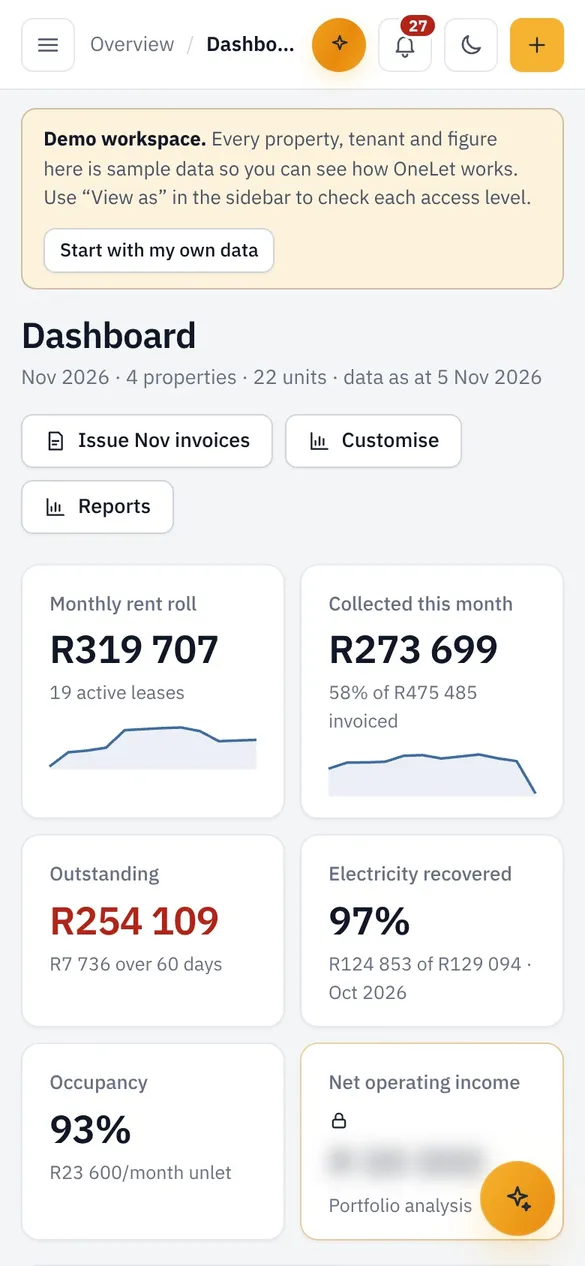 Overview / Dashbo...
27
Demo workspace. Every property, tenant and figure
here is sample data so you can see how OneLet works.
Use “View as” in the sidebar to check each access level.
Start with my own data
Dashboard
Nov 2026 · 4 properties · 22 units · data as at 5 Nov 2026
Issue Nov invoices
Customise
Reports
Monthly rent roll
R319 707
19 active leases
Collected this month
R273 699
58% of R475 485
invoiced
Outstanding
R254 109
R7 736 over 60 days
Electricity recovered
97%
R124 853 of R129 094 ·
Oct 2026
Occupancy
93%
R23 600/month unlet
Net operating income
Portfolio analysis